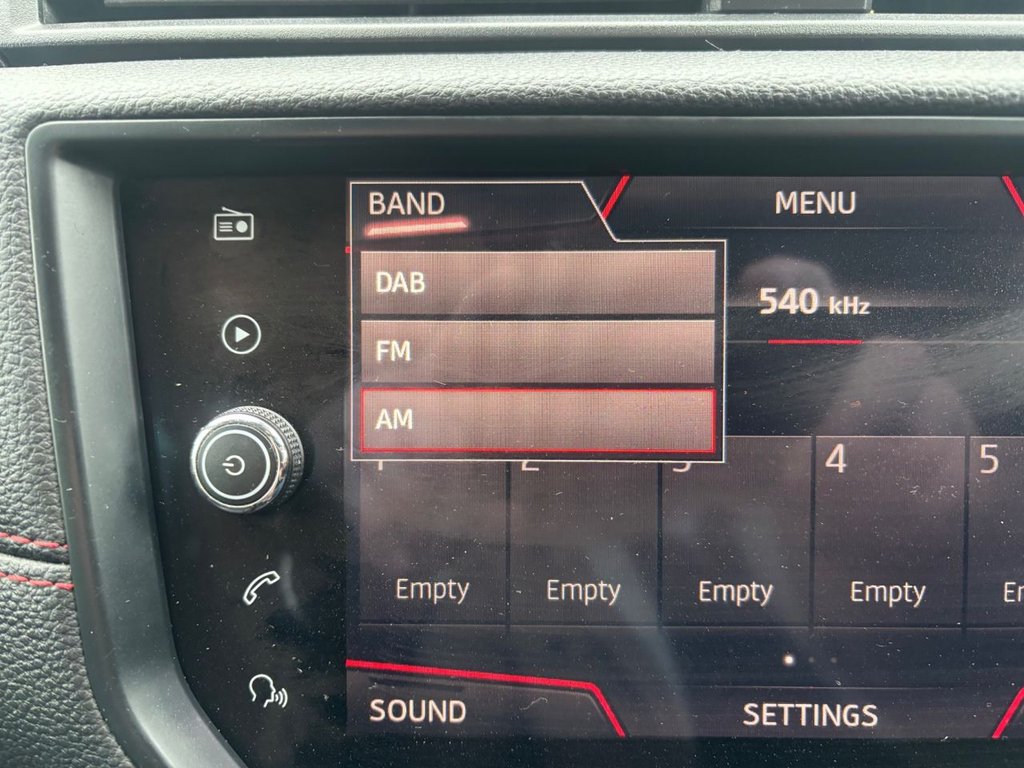 BAND
MENU
DAB
540 kHz
FM
AM
4
5
Empty
Empty
Empty
Empty
SOUND
SETTINGS